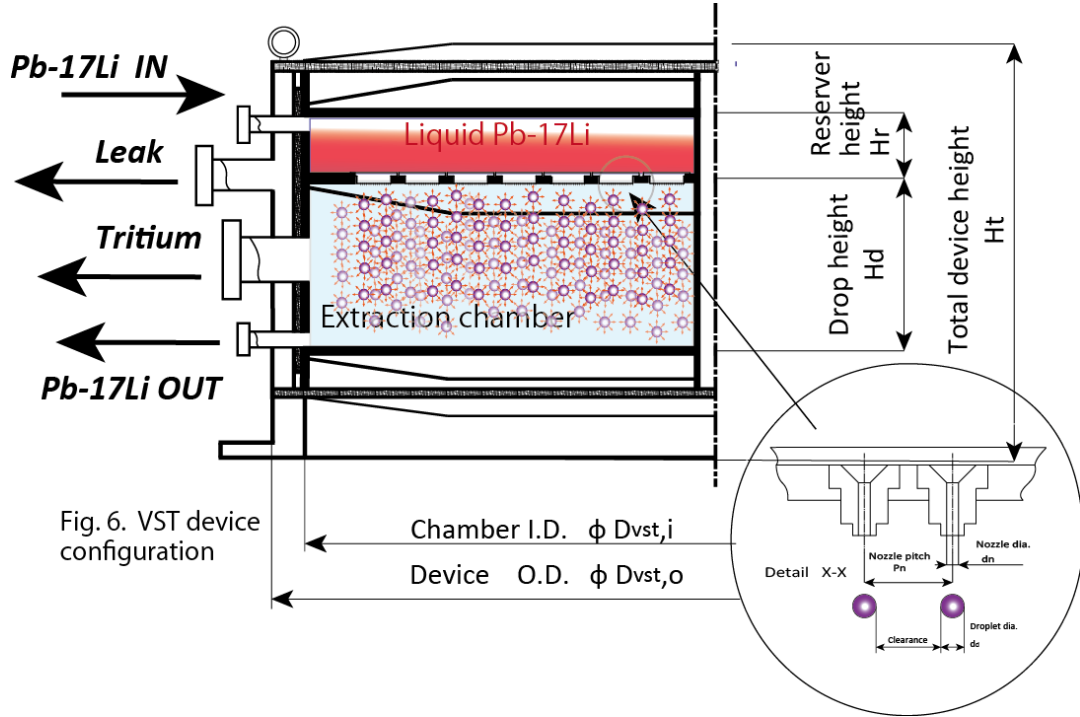 Pb-17Li IN
Leak
Tritium
Pb-17Li OUT
Liquid Pb-17Li
Extraction chamber
Reserver
height
Hr
Drop height
Hd
Total device height
Ht
Fig. 6. VST device
configuration
Chamber I.D. ϕ Dvst,i
Device O.D. ϕ Dvst,o
Detail X-X
Nozzle pitch
Pn
Nozzle dia.
dn
Clearance
Droplet dia.
dd